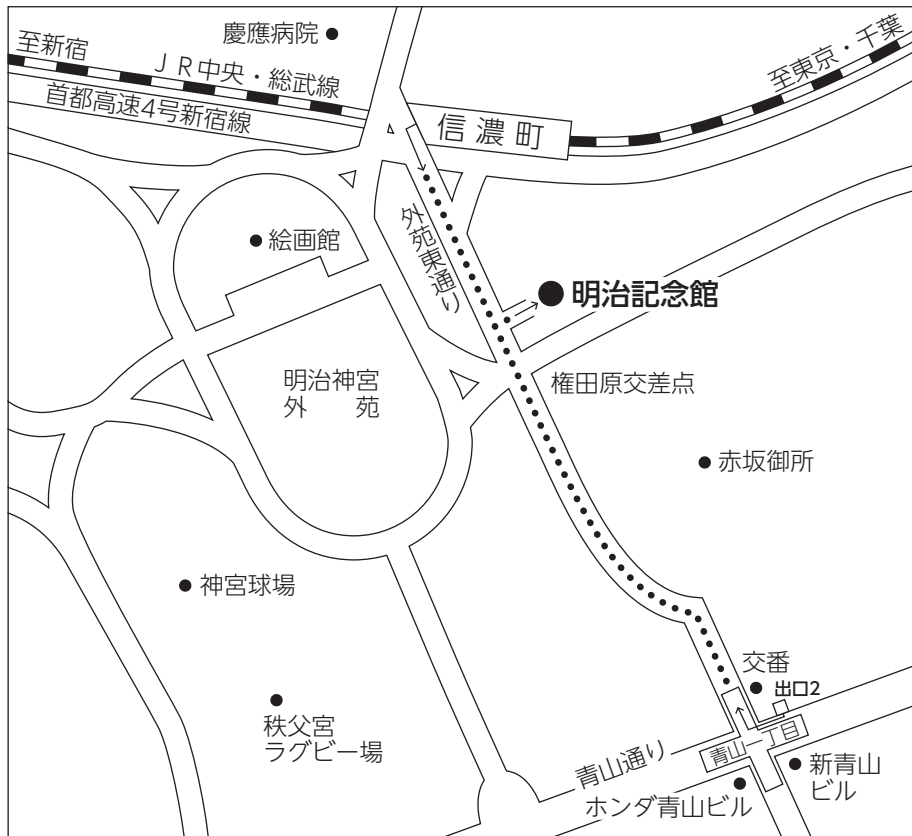 慶應病院
至新宿
JR中央・総武線
至東京・千葉
首都高速4号新宿線
信濃町
外苑東通り
絵画館
明治記念館
明治神宮
外 苑
権田原交差点
赤坂御所
神宮球場
交番
出口2
秩父宮
ラグビー場
青山通り
青山一丁目
新青山
ビル
ホンダ青山ビル